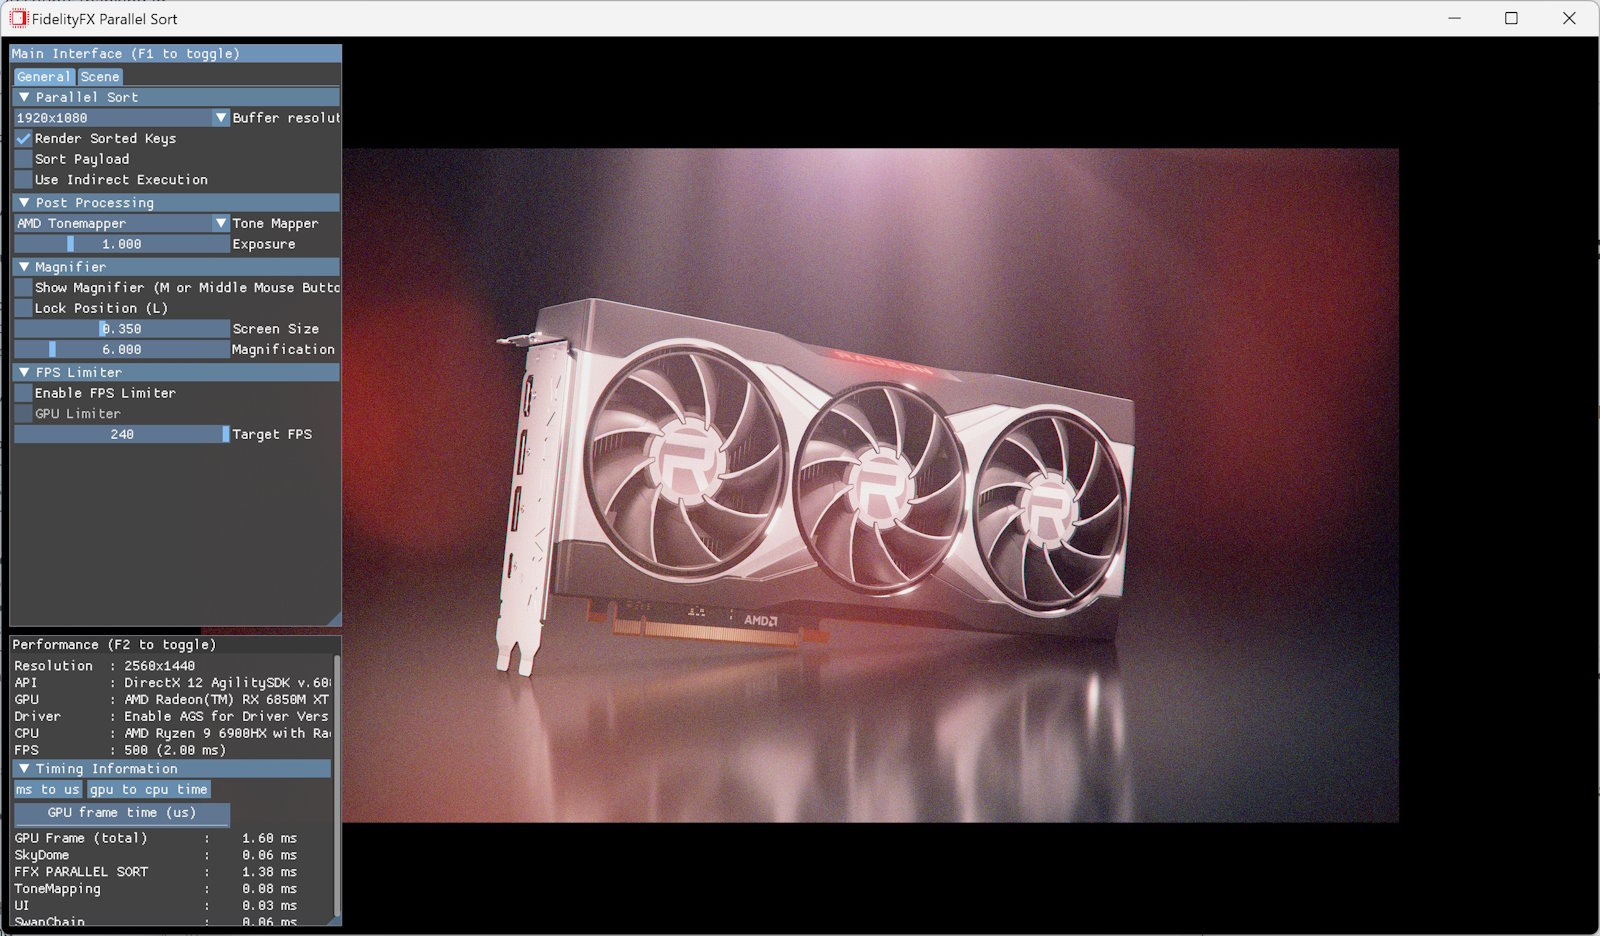 FidelityFX Parallel Sort
Main Interface (F1 to toggle)
General Scene
Parallel Sort
1920x1080 Buffer resolut
Render Sorted Keys
Sort Payload
Use Indirect Execution
Post Processing
AMD Tonemapper Tone Mapper
1.000 Exposure
Magnifier
Show Magnifier (M or Middle Mouse Butto
Lock Position (L)
0.350 Screen Size
6.000 Magnification
FPS Limiter
Enable FPS Limiter
GPU Limiter
240 Target FPS
RADEON
R
R
R
AMD
Performance (F2 to toggle)
Resolution : 2560x1440
API : DirectX 12 AgilitySDK v.60
GPU : AMD Radeon(TM) RX 6850M XT
Driver : Enable AGS for Driver Vers
CPU : AMD Ryzen 9 6900HX with Ra
FPS : 500 (2.00 ms)
Timing Information
ms to us gpu to cpu time
GPU frame time (us)
GPU Frame (total) : 1.60 ms
SkyDome : 0.06 ms
FFX PARALLEL SORT : 1.38 ms
ToneMapping : 0.08 ms
UI : 0.03 ms
SwapChain : 0.06 ms